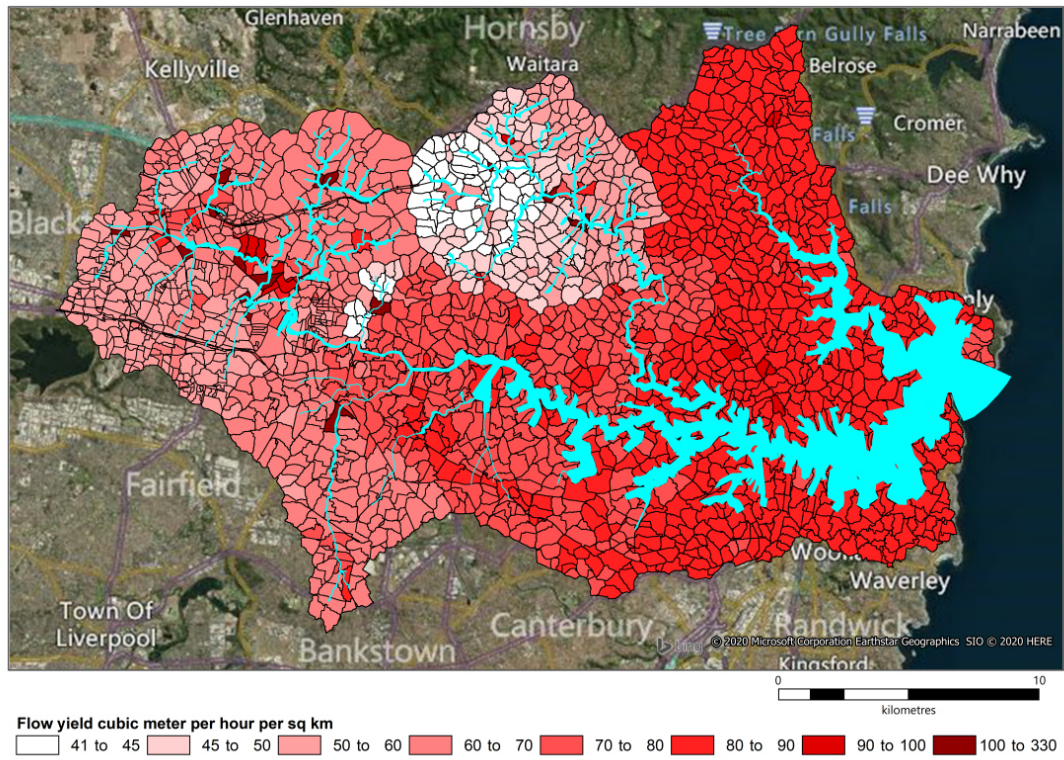 Glenhaven
Hornsby
Tree Fern Gully Falls
Narrabeen
Kellyville
Waitara
Belrose
Falls
Cromer
Dee Why
Falls
Black
nly
Fairfield
Wooll
Waverley
Town Of
Liverpool
Canterbury
Randwick
Bankstown
bing
© 2020 Microsoft Corporation Earthstar Geographics SIO © 2020 HERE
Kingsford
0 10
kilometres
Flow yield cubic meter per hour per sq km
41 to 45 45 to 50 50 to 60 60 to 70 70 to 80 80 to 90 90 to 100 100 to 330